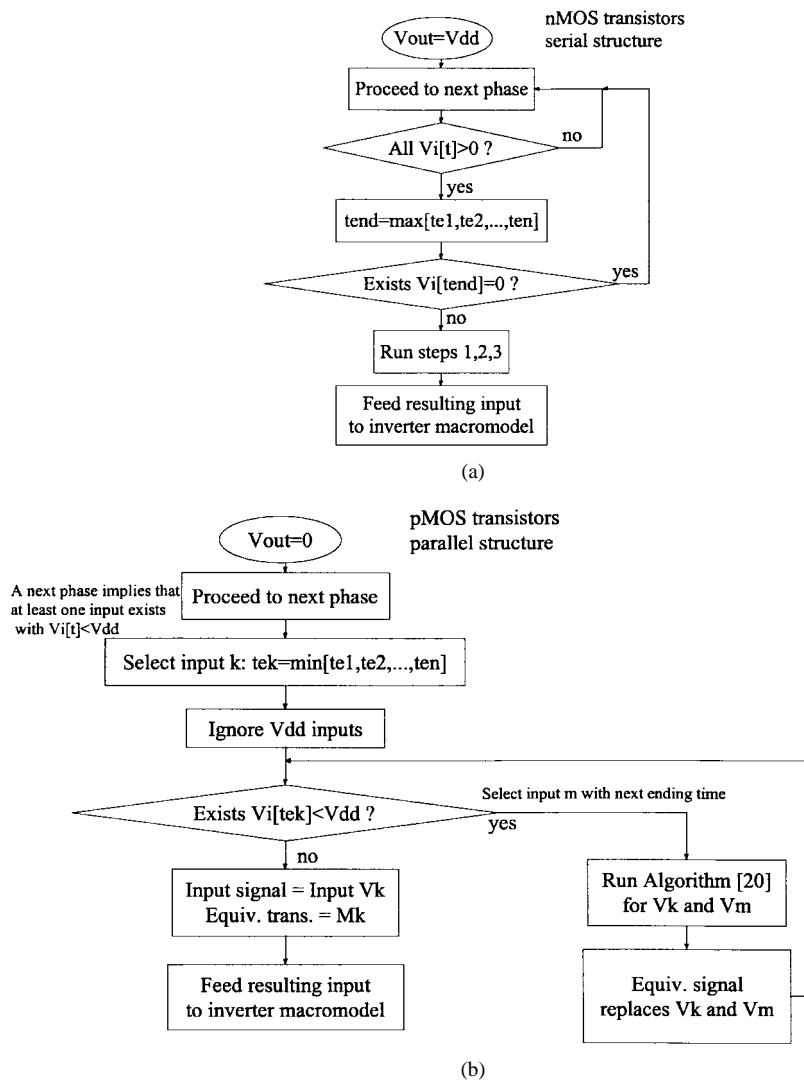 nMOS transistors
serial structure
Vout=Vdd
Proceed to next phase
no
All Vi[t]>0 ?
yes
tend=max[te1,te2,...,ten]
yes
Exists Vi[tend]=0 ?
no
Run steps 1,2,3
Feed resulting input
to inverter macromodel
(a)
pMOS transistors
parallel structure
Vout=0
A next phase implies that
at least one input exists
with Vi[t]<Vdd
Proceed to next phase
Select input k: tek=min[te1,te2,...,ten]
Ignore Vdd inputs
Select input m with next ending time
Exists Vi[tek]<Vdd ?
yes
no
Input signal = Input Vk
Equiv. trans. = Mk
Run Algorithm [20]
for Vk and Vm
Feed resulting input
to inverter macromodel
Equiv. signal
replaces Vk and Vm
(b)